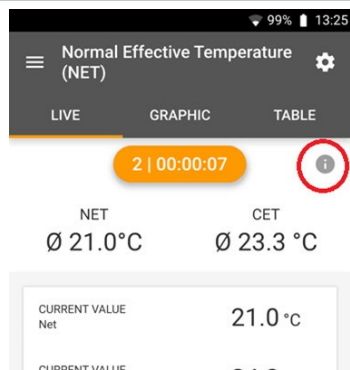 99% 13:25
Normal Effective Temperature
(NET)
LIVE GRAPHIC TABLE
2 | 00:00:07
NET CET
Ø 21.0°C Ø 23.3 °C
CURRENT VALUE
Net
21.0 °C
CURRENT VALUE